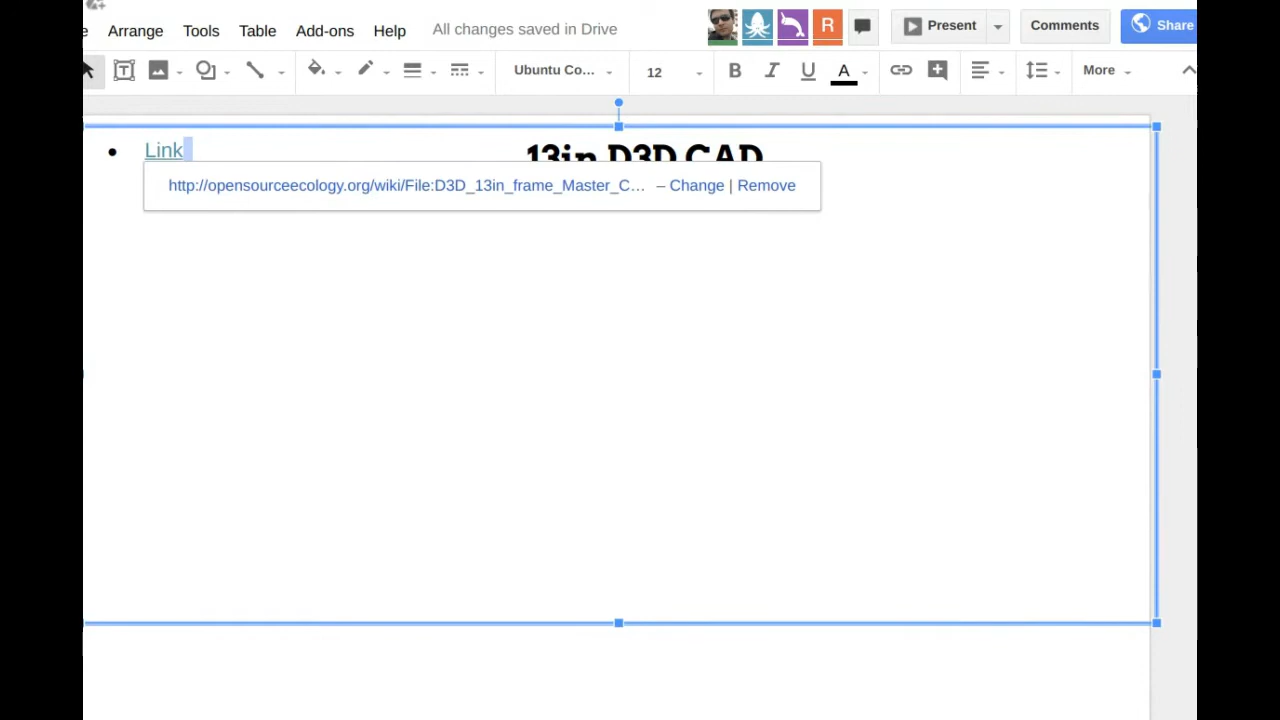 Arrange Tools Table Add-ons Help All changes saved in Drive R Present Comments Share
Ubuntu Co... 12 B I U A More
Link
13in D3D CAD
http://opensourceecology.org/wiki/File:D3D_13in_frame_Master_C... – Change | Remove